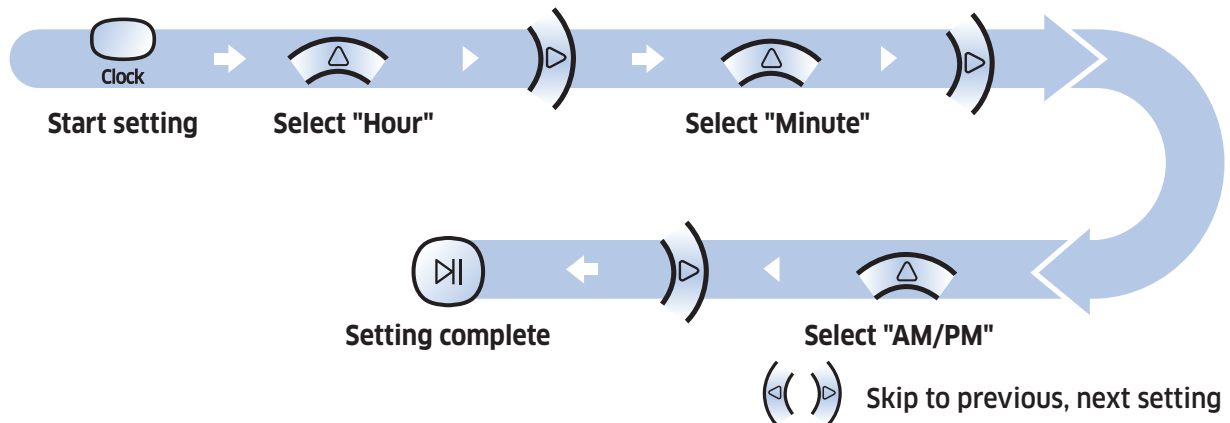 Clock
Start setting
Select "Hour"
Select "Minute"
Select "AM/PM"
Setting complete
Skip to previous, next setting